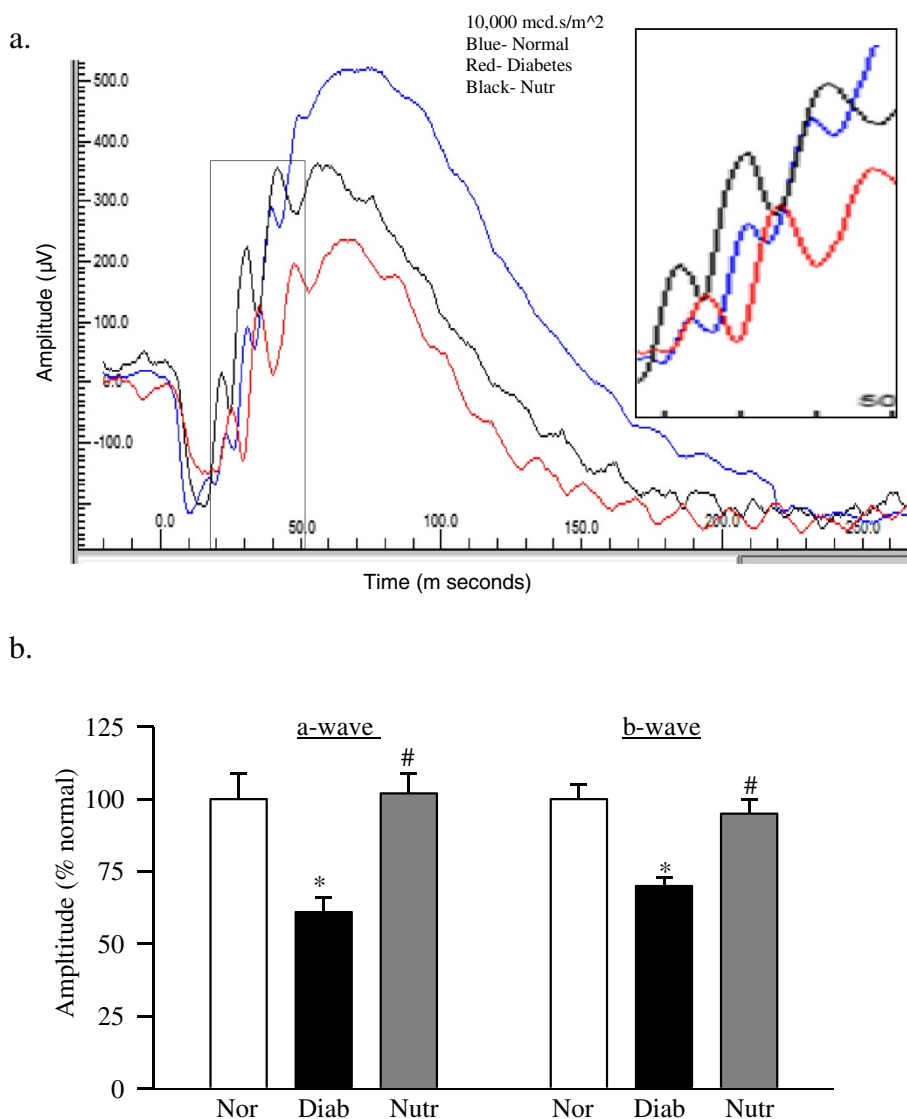 a.
10,000 mcd.s/m^2
Blue- Normal
Red- Diabetes
Black- Nutr
500.0
400.0
300.0
200.0
100.0
0.0
-100.0
Amplitude (µV)
0.0 50.0 100.0 150.0 200.0 250.0
Time (m seconds)
b.
a-wave b-wave
125
100
75
50
25
0
Ampltitude (% normal)
* # * #
Nor Diab Nutr Nor Diab Nutr